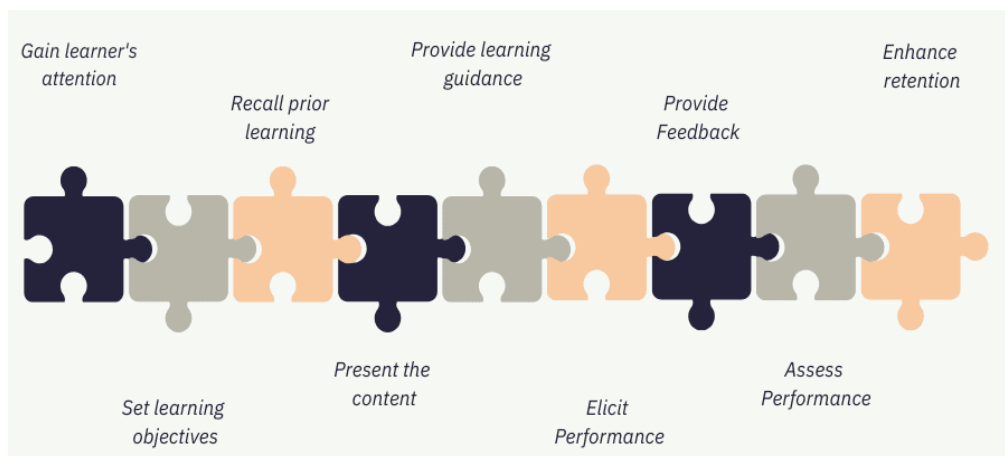 Gain learner's
attention
Set learning
objectives
Recall prior
learning
Present the
content
Provide learning
guidance
Elicit
Performance
Provide
Feedback
Assess
Performance
Enhance
retention